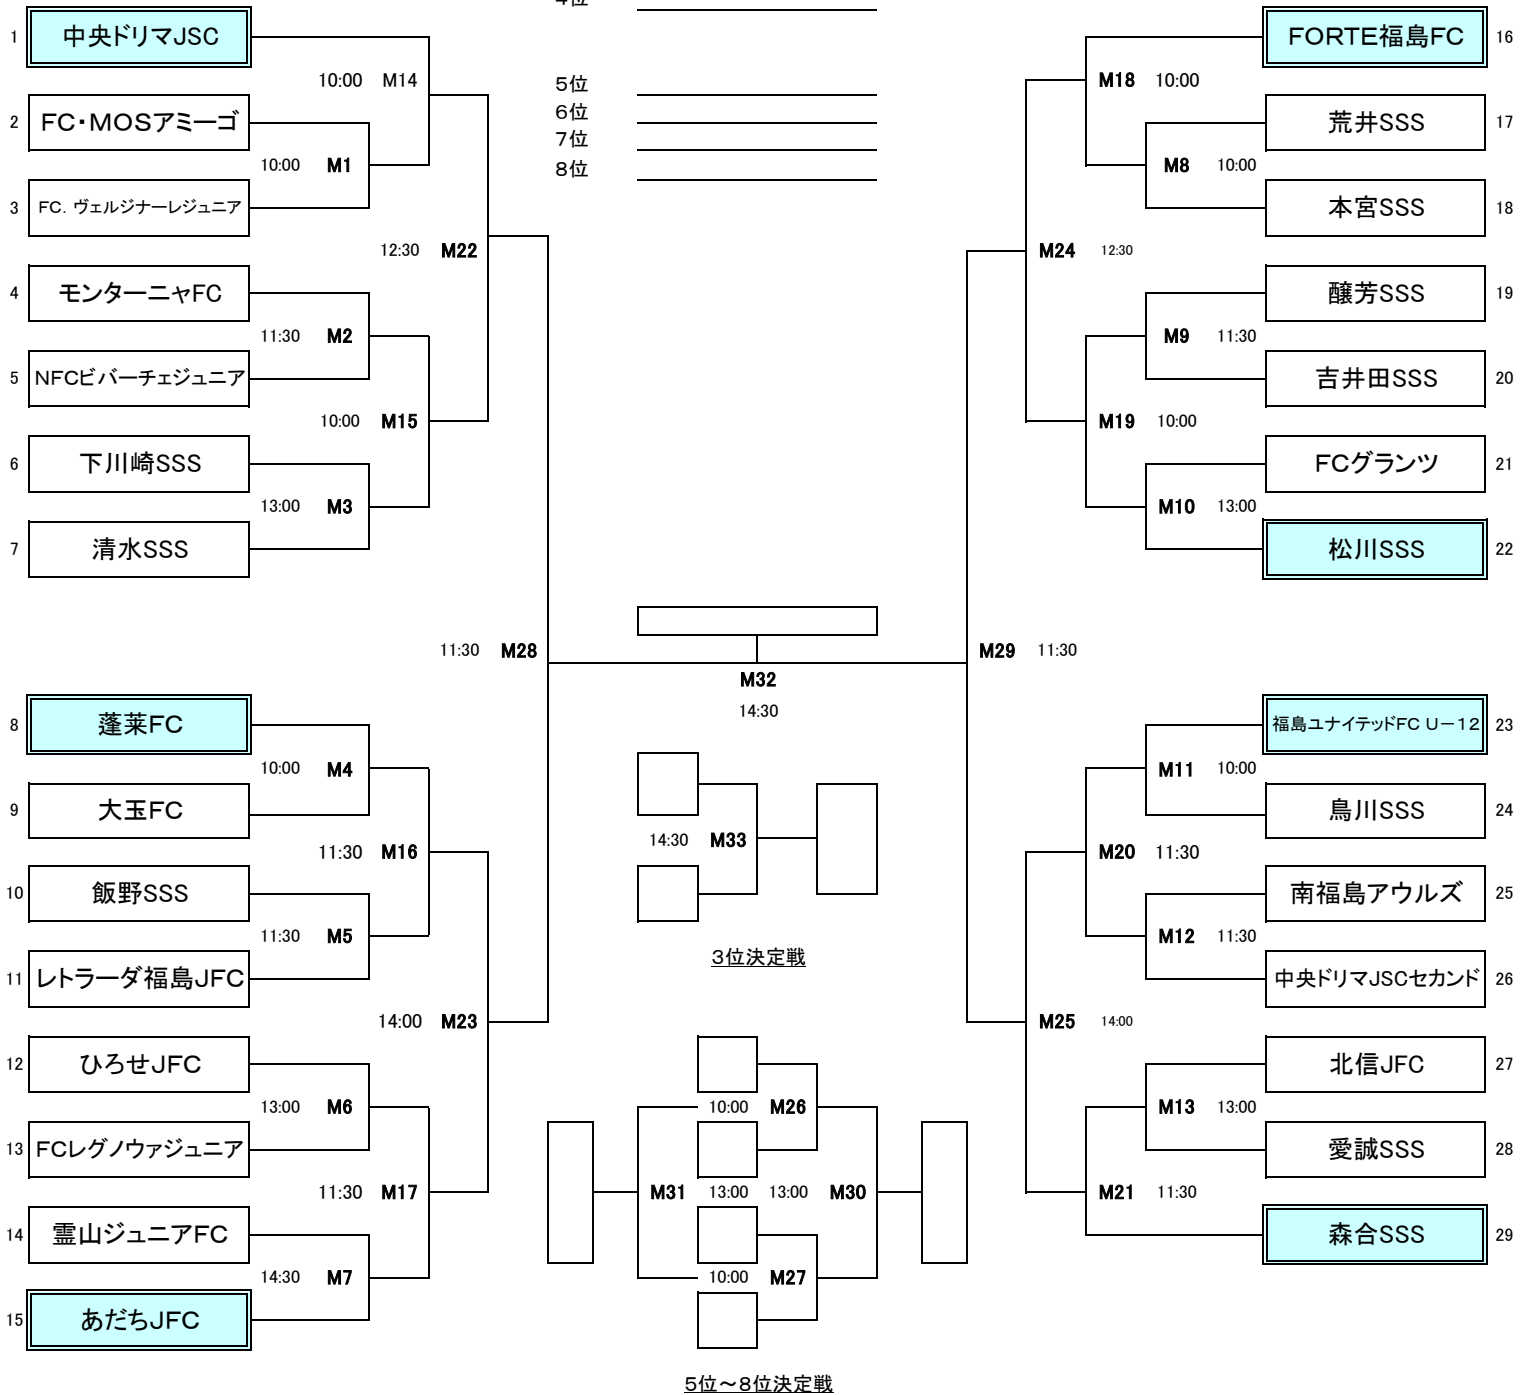 4位
1 中央ドリマJSC
10:00 M14
2 FC・MOSアミーゴ
10:00 M1
3 FC．ヴェルジナーレジュニア
12:30 M22
4 モンターニャFC
11:30 M2
5 NFCビバーチェジュニア
10:00 M15
6 下川崎SSS
13:00 M3
7 清水SSS
11:30 M28
8 蓬莱FC
10:00 M4
9 大玉FC
11:30 M16
10 飯野SSS
11:30 M5
11 レトラーダ福島JFC
14:00 M23
12 ひろせJFC
13:00 M6
13 FCレグノヴァジュニア
11:30 M17
14 霊山ジュニアFC
14:30 M7
15 あだちJFC
5位
6位
7位
8位
M32
14:30
14:30 M33
3位決定戦
10:00 M26
M31 13:00 13:00 M30
10:00 M27
5位～8位決定戦
FORTE福島FC 16
M18 10:00
荒井SSS 17
M8 10:00
本宮SSS 18
M24 12:30
醸芳SSS 19
M9 11:30
吉井田SSS 20
M19 10:00
FCグランツ 21
M10 13:00
松川SSS 22
M29 11:30
福島ユナイテッドFC U－12 23
M11 10:00
鳥川SSS 24
M20 11:30
南福島アウルズ 25
M12 11:30
中央ドリマJSCセカンド 26
M25 14:00
北信JFC 27
M13 13:00
愛誠SSS 28
M21 11:30
森合SSS 29